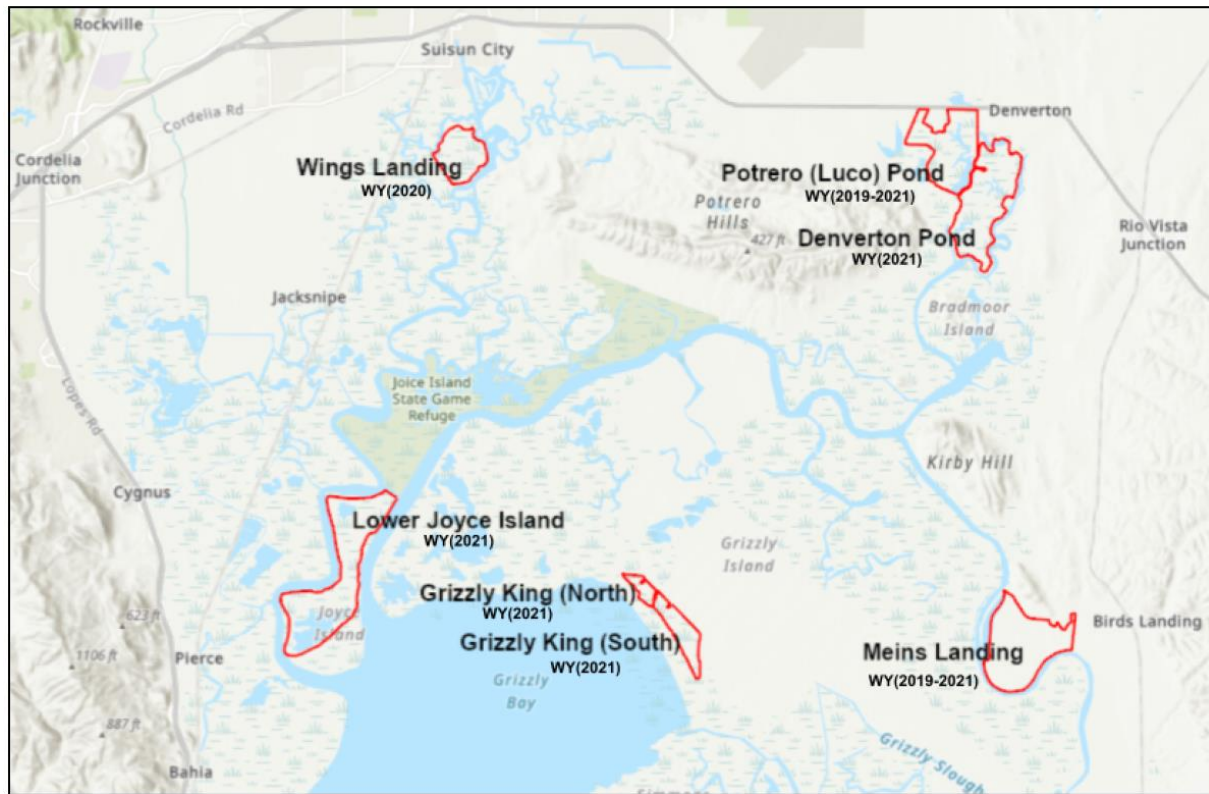 Rockville
Suisun City
Cordelia Rd
Denverton
Cordelia
Junction
Wings Landing
WY(2020)
Potrero (Luco) Pond
WY(2019-2021)
Potrero
Hills
427 ft
Denverton Pond
WY(2021)
Rio Vista
Junction
Jacksnipe
Bradmoor
Island
Joice Island
State Game
Refuge
Lopes Rd
Kirby Hill
Cygnus
Lower Joyce Island
WY(2021)
Grizzly
Island
Grizzly King (North)
WY(2021)
Joyce
Island
623 ft
Birds Landing
Grizzly King (South)
WY(2021)
Pierce
1106 ft
Meins Landing
WY(2019-2021)
Grizzly
Bay
887 ft
Bahia
Grizzly Slough